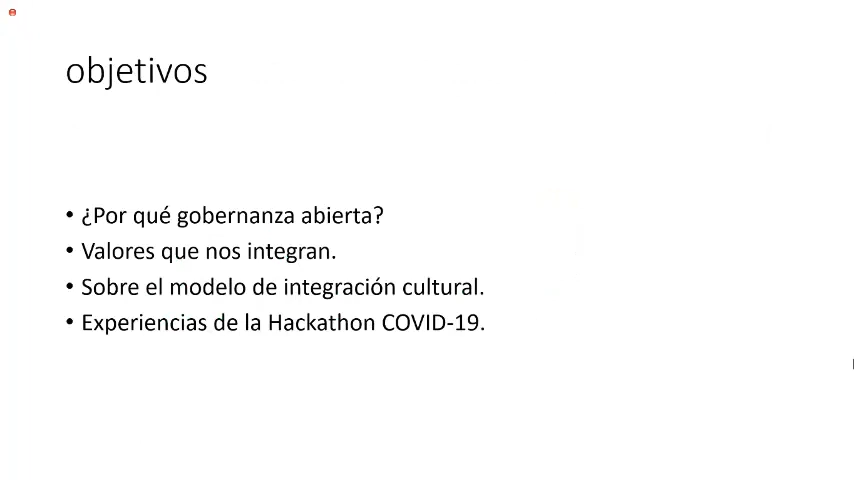 objetivos
• ¿Por qué gobernanza abierta?
• Valores que nos integran.
• Sobre el modelo de integración cultural.
• Experiencias de la Hackathon COVID-19.